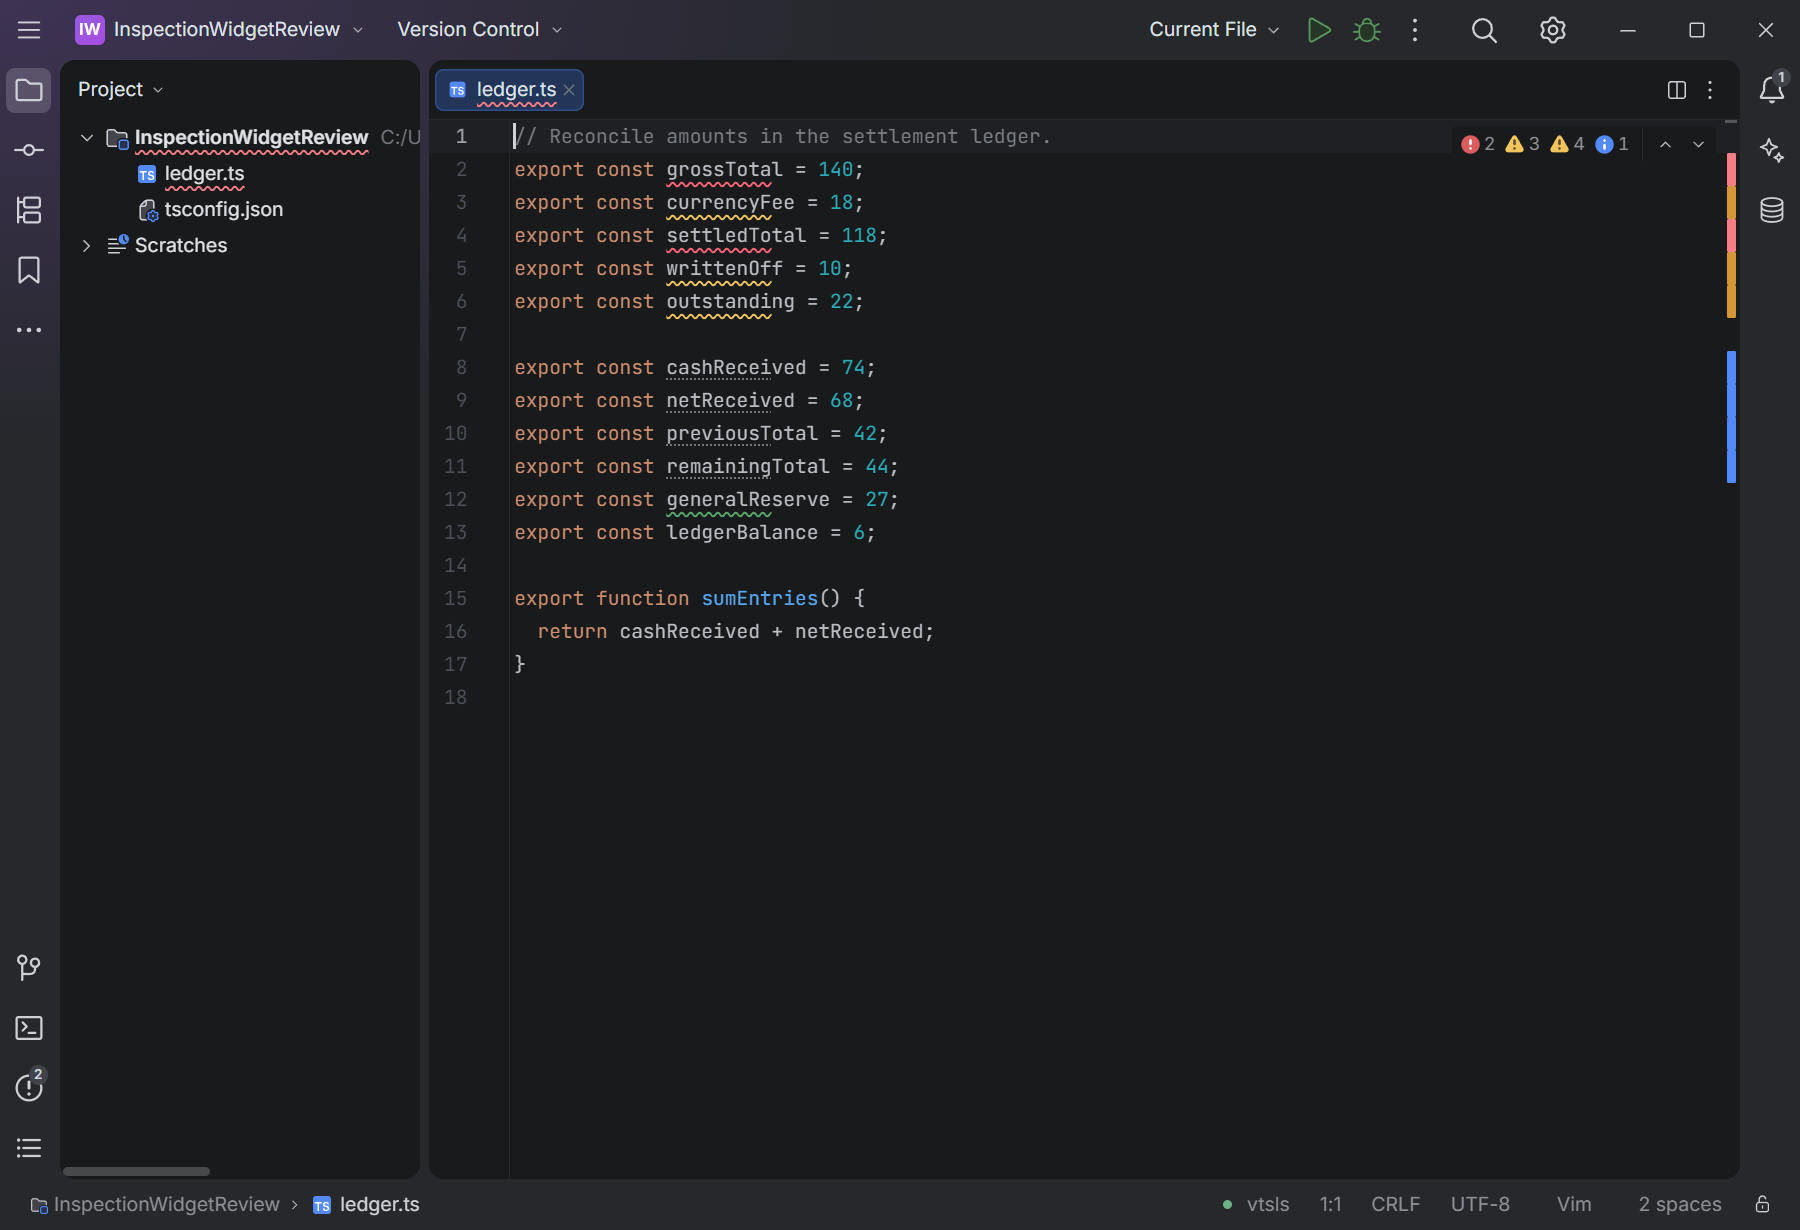 IW InspectionWidgetReview Version Control Current File
Project
ledger.ts
1
InspectionWidgetReview C:/U
ledger.ts
tsconfig.json
Scratches
2 3 4 1
1 // Reconcile amounts in the settlement ledger.
2 export const grossTotal = 140;
3 export const currencyFee = 18;
4 export const settledTotal = 118;
5 export const writtenOff = 10;
6 export const outstanding = 22;
7
8 export const cashReceived = 74;
9 export const netReceived = 68;
10 export const previousTotal = 42;
11 export const remainingTotal = 44;
12 export const generalReserve = 27;
13 export const ledgerBalance = 6;
14
15 export function sumEntries() {
16 return cashReceived + netReceived;
17 }
18
2
InspectionWidgetReview › TS ledger.ts vtsls 1:1 CRLF UTF-8 Vim 2 spaces